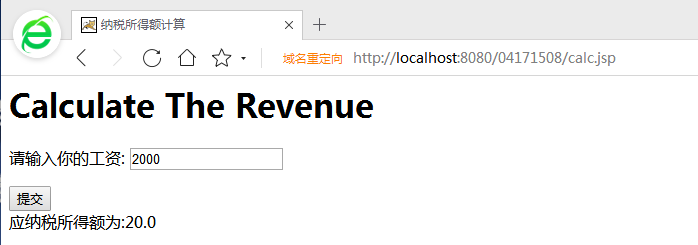 纳税所得额计算
域名重定向 http://localhost:8080/04171508/calc.jsp
Calculate The Revenue
请输入你的工资: 2000
提交
应纳税所得额为:20.0